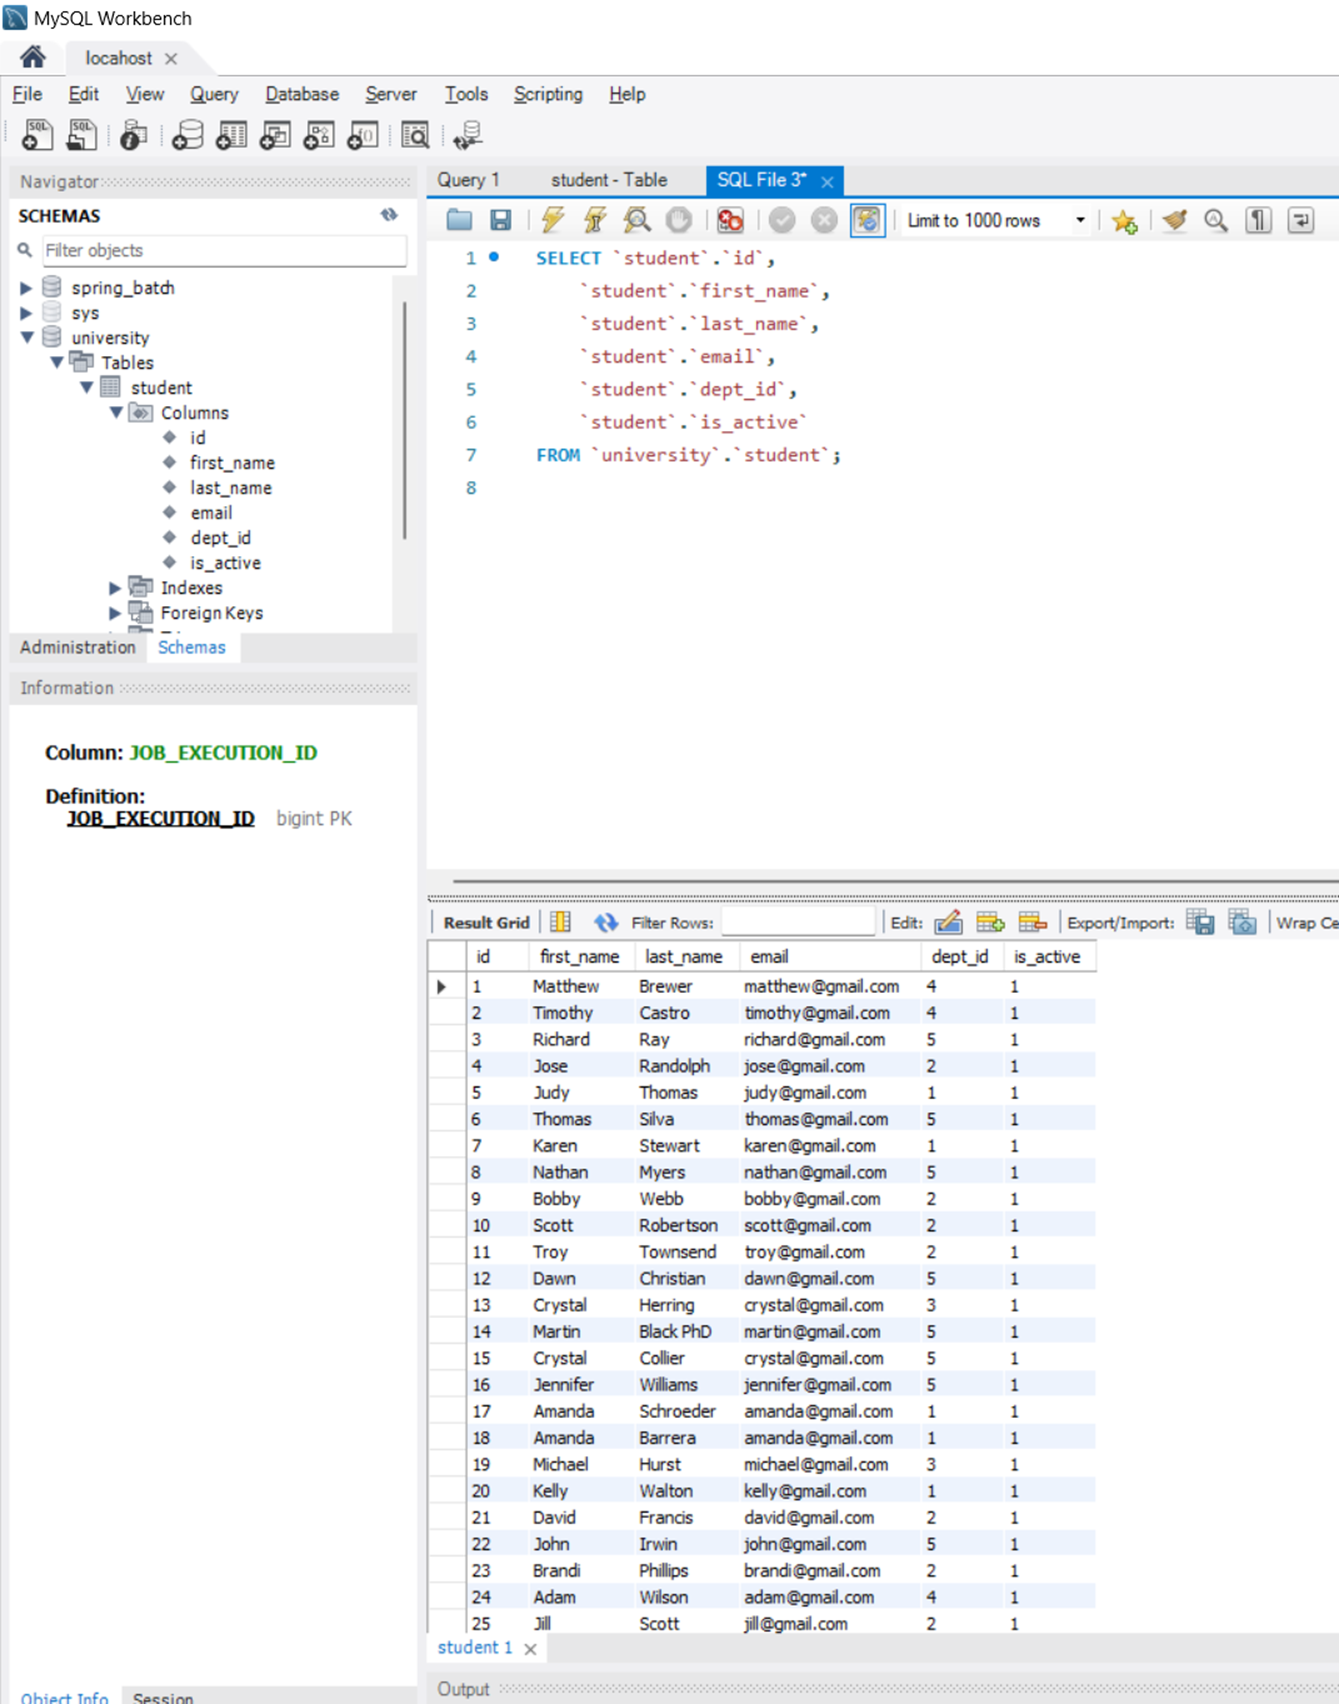 MySQL Workbench
locahost
File Edit View Query Database Server Tools Scripting Help
Navigator
SCHEMAS
Filter objects
spring_batch
sys
university
Tables
student
Columns
id
first_name
last_name
email
dept_id
is_active
Indexes
Foreign Keys
Administration Schemas
Information
Column: JOB_EXECUTION_ID
Definition:
JOB_EXECUTION_ID bigint PK
Object Info Session
Query 1 student - Table SQL File 3*
Limit to 1000 rows
1 SELECT `student`.`id`,
2 `student`.`first_name`,
3 `student`.`last_name`,
4 `student`.`email`,
5 `student`.`dept_id`,
6 `student`.`is_active`
7 FROM `university`.`student`;
8
Result Grid Filter Rows: Edit: Export/Import: Wrap Ce
id first_name last_name email dept_id is_active
1 Matthew Brewer matthew@gmail.com 4 1
2 Timothy Castro timothy@gmail.com 4 1
3 Richard Ray richard@gmail.com 5 1
4 Jose Randolph jose@gmail.com 2 1
5 Judy Thomas judy@gmail.com 1 1
6 Thomas Silva thomas@gmail.com 5 1
7 Karen Stewart karen@gmail.com 1 1
8 Nathan Myers nathan@gmail.com 5 1
9 Bobby Webb bobby@gmail.com 2 1
10 Scott Robertson scott@gmail.com 2 1
11 Troy Townsend troy@gmail.com 2 1
12 Dawn Christian dawn@gmail.com 5 1
13 Crystal Herring crystal@gmail.com 3 1
14 Martin Black PhD martin@gmail.com 5 1
15 Crystal Collier crystal@gmail.com 5 1
16 Jennifer Williams jennifer@gmail.com 5 1
17 Amanda Schroeder amanda@gmail.com 1 1
18 Amanda Barrera amanda@gmail.com 1 1
19 Michael Hurst michael@gmail.com 3 1
20 Kelly Walton kelly@gmail.com 1 1
21 David Francis david@gmail.com 2 1
22 John Irwin john@gmail.com 5 1
23 Brandi Phillips brandi@gmail.com 2 1
24 Adam Wilson adam@gmail.com 4 1
25 Jill Scott jill@gmail.com 2 1
student 1
Output